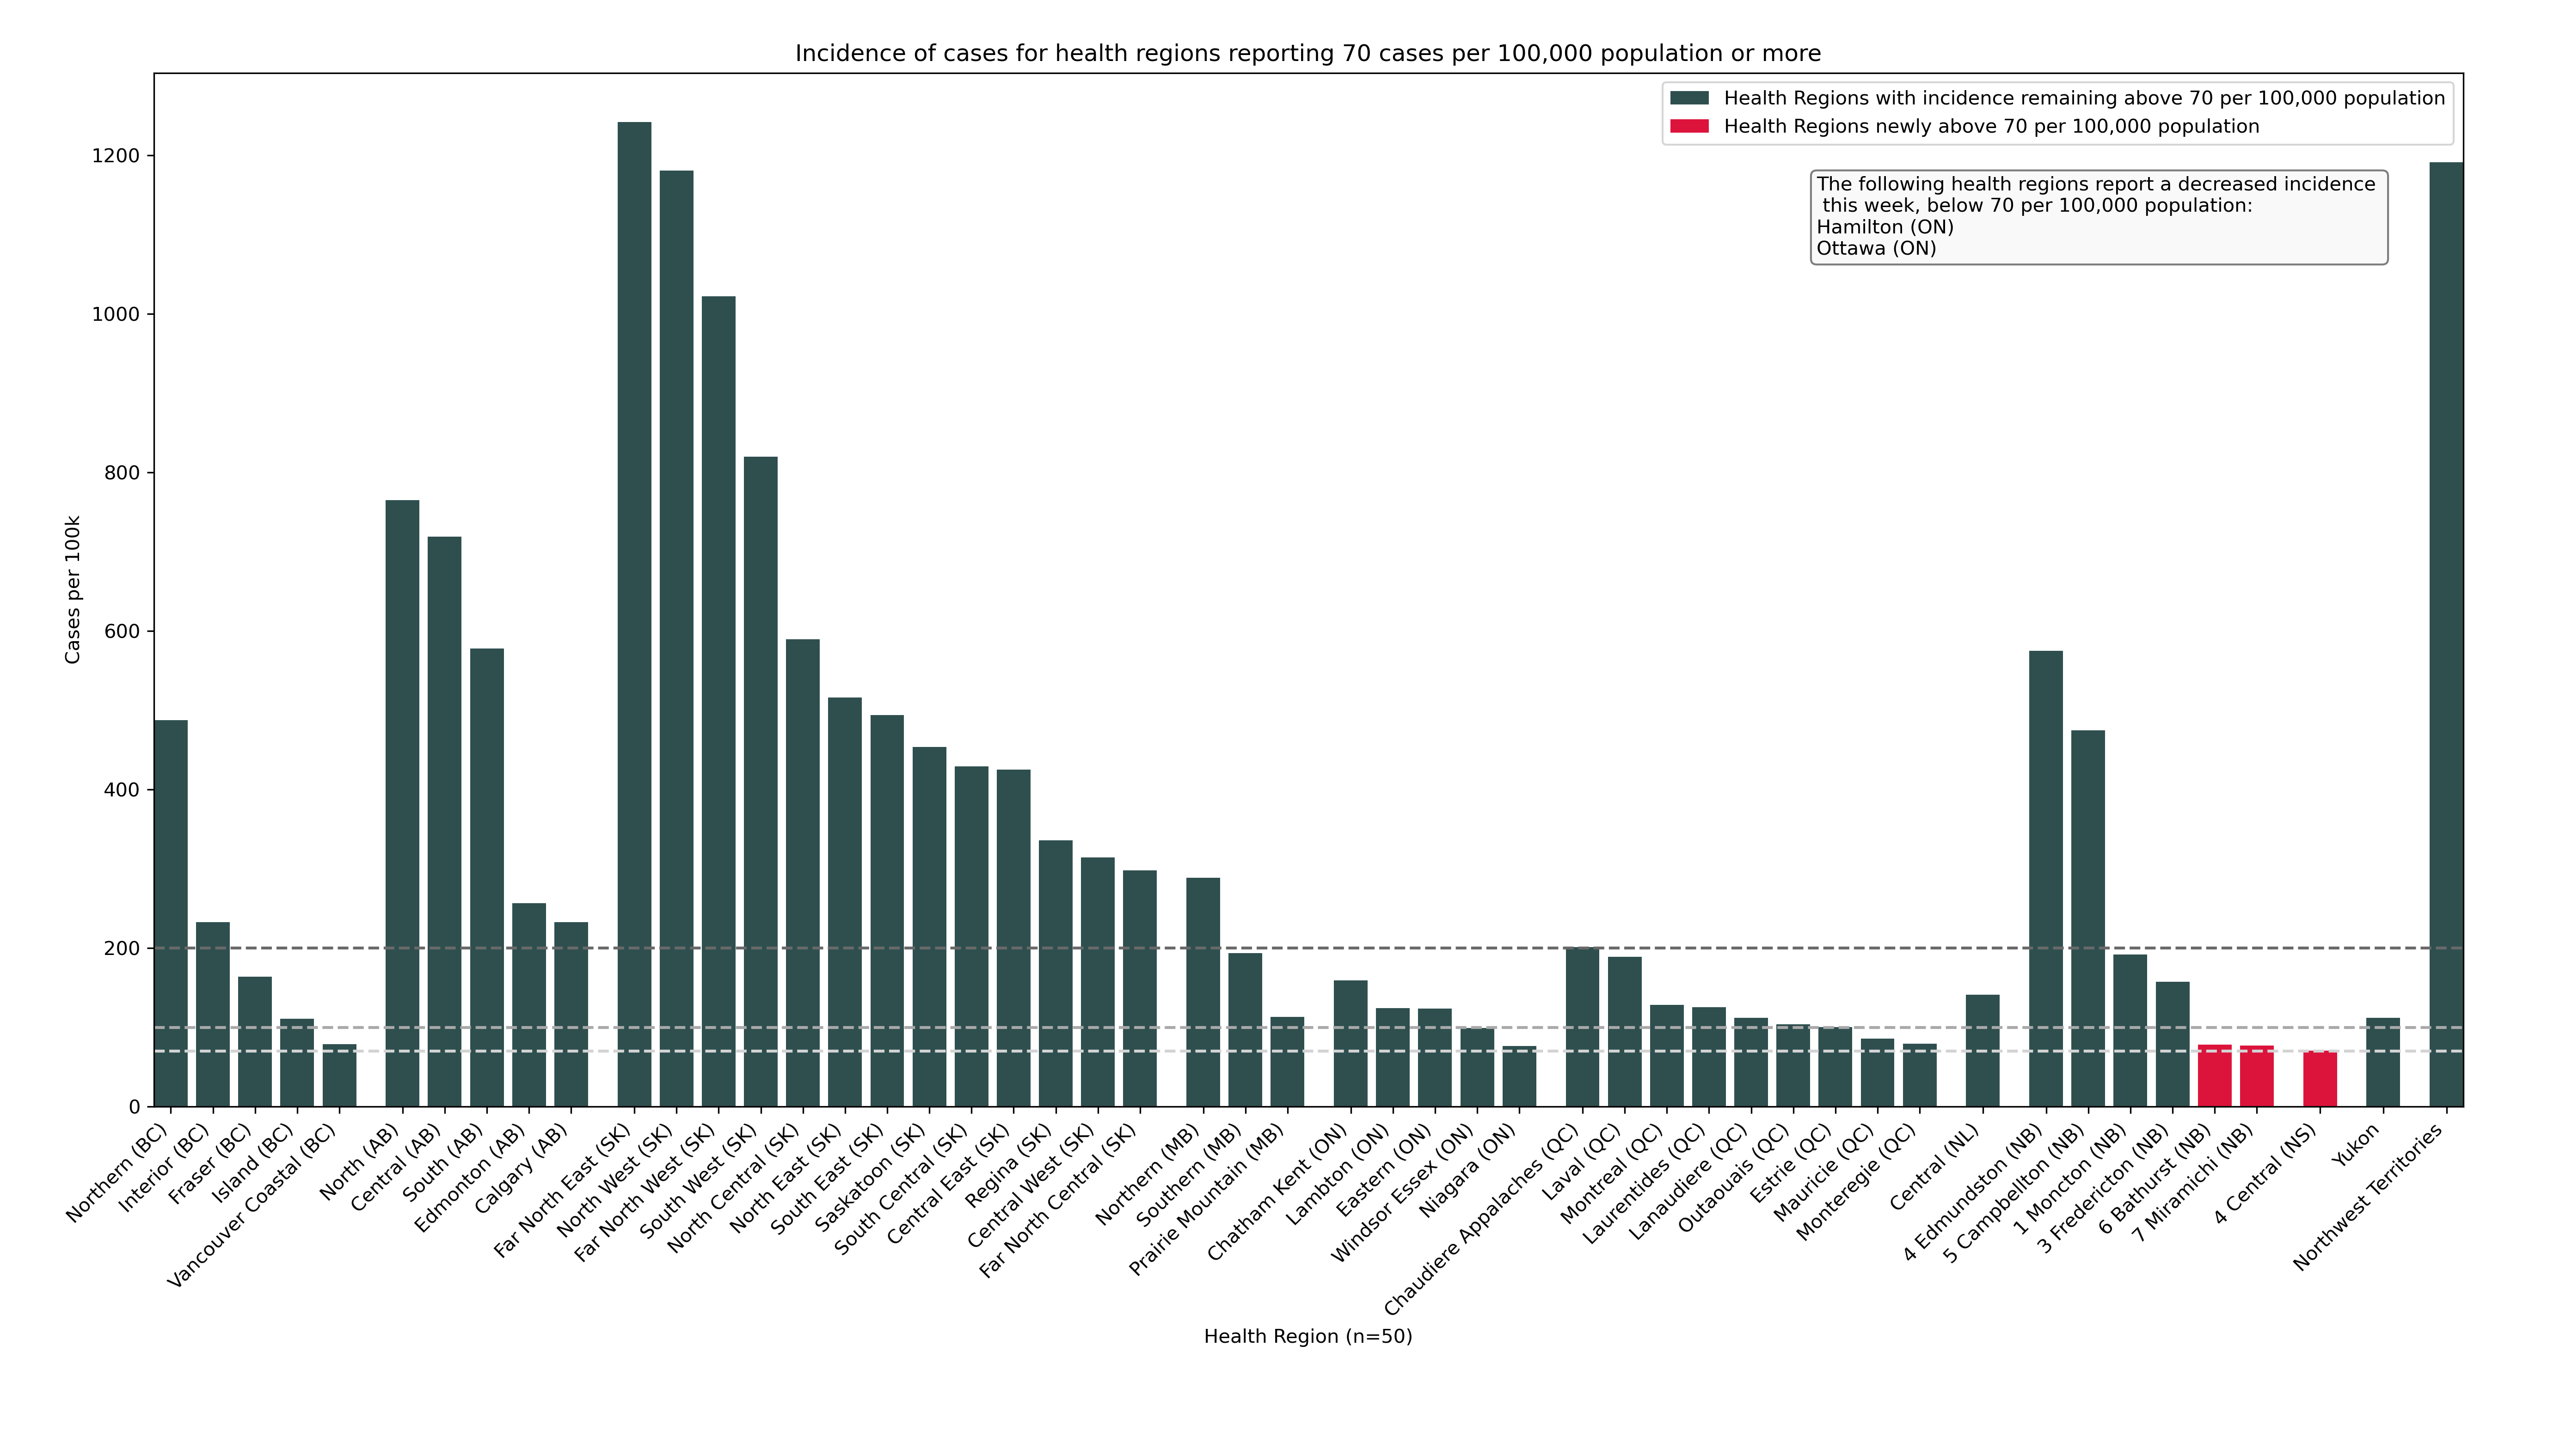 Incidence of cases for health regions reporting 70 cases per 100,000 population or more
Health Regions with incidence remaining above 70 per 100,000 population
Health Regions newly above 70 per 100,000 population
The following health regions report a decreased incidence
this week, below 70 per 100,000 population:
Hamilton (ON)
Ottawa (ON)
Cases per 100k
1200
1000
800
600
400
200
0
Northern (BC)
Interior (BC)
Fraser (BC)
Island (BC)
Vancouver Coastal (BC)
North (AB)
Central (AB)
South (AB)
Edmonton (AB)
Calgary (AB)
Far North East (SK)
North West (SK)
Far North West (SK)
South West (SK)
North Central (SK)
North East (SK)
South East (SK)
Saskatoon (SK)
South Central (SK)
Central East (SK)
Regina (SK)
Central West (SK)
Far North Central (SK)
Northern (MB)
Southern (MB)
Prairie Mountain (MB)
Chatham Kent (ON)
Lambton (ON)
Eastern (ON)
Windsor Essex (ON)
Niagara (ON)
Chaudiere Appalaches (QC)
Laval (QC)
Montreal (QC)
Laurentides (QC)
Lanaudiere (QC)
Outaouais (QC)
Estrie (QC)
Mauricie (QC)
Monteregie (QC)
Central (NL)
4 Edmundston (NB)
5 Campbellton (NB)
1 Moncton (NB)
3 Fredericton (NB)
6 Bathurst (NB)
7 Miramichi (NB)
4 Central (NS)
Yukon
Northwest Territories
Health Region (n=50)